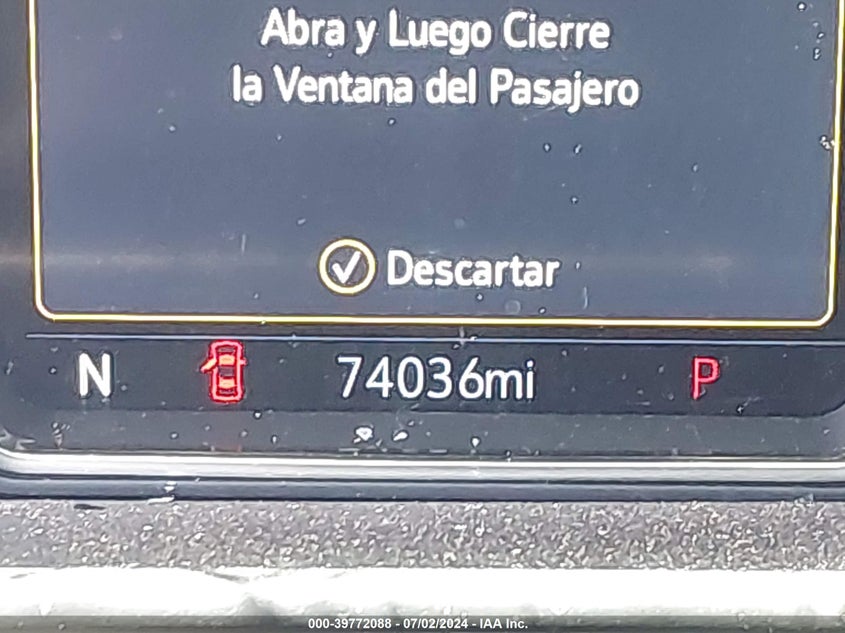 Abra y Luego Cierre
la Ventana del Pasajero
Descartar
N 74036mi P
000-39772088 - 07/02/2024 - IAA Inc.